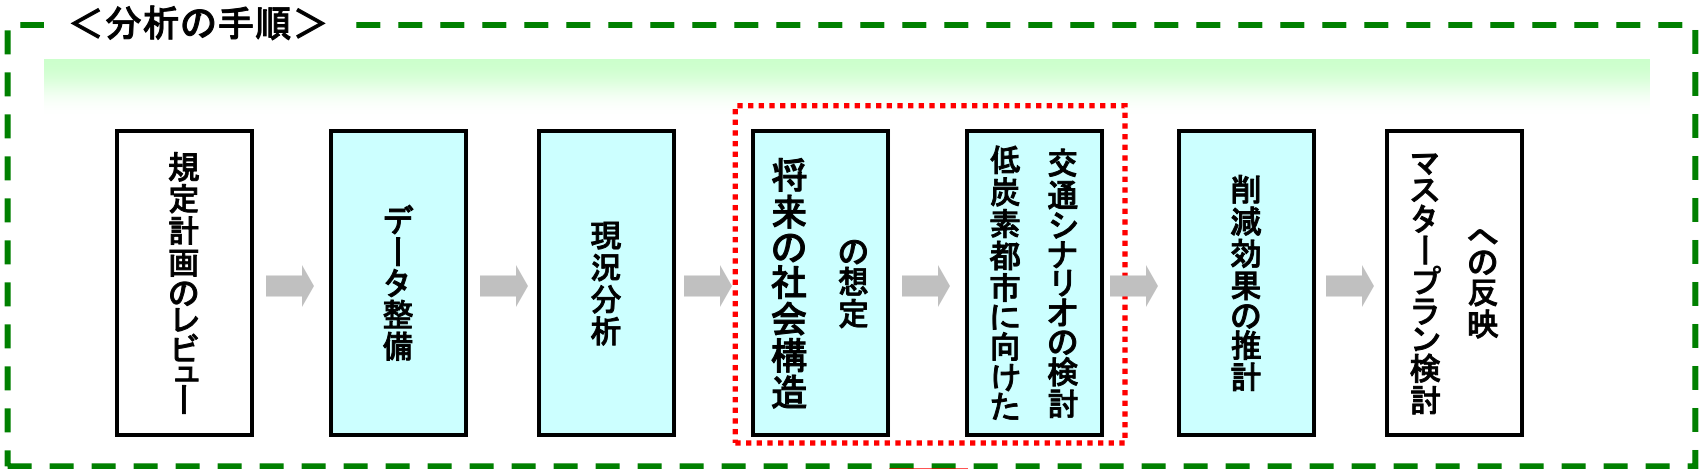 ＜分析の手順＞
規定計画のレビュー
データ整備
現況分析
将来の社会構造
の想定
低炭素都市に向けた
交通シナリオの検討
削減効果の推計
マスタープラン検討
への反映